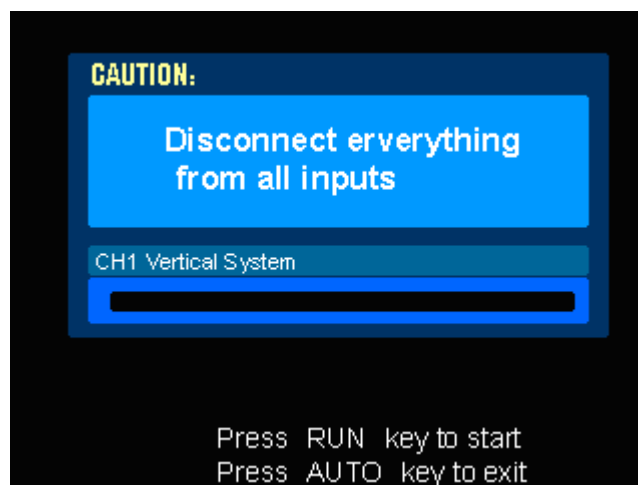 CAUTION:
Disconnect erverything
from all inputs
CH1 Vertical System
Press RUN key to start
Press AUTO key to exit